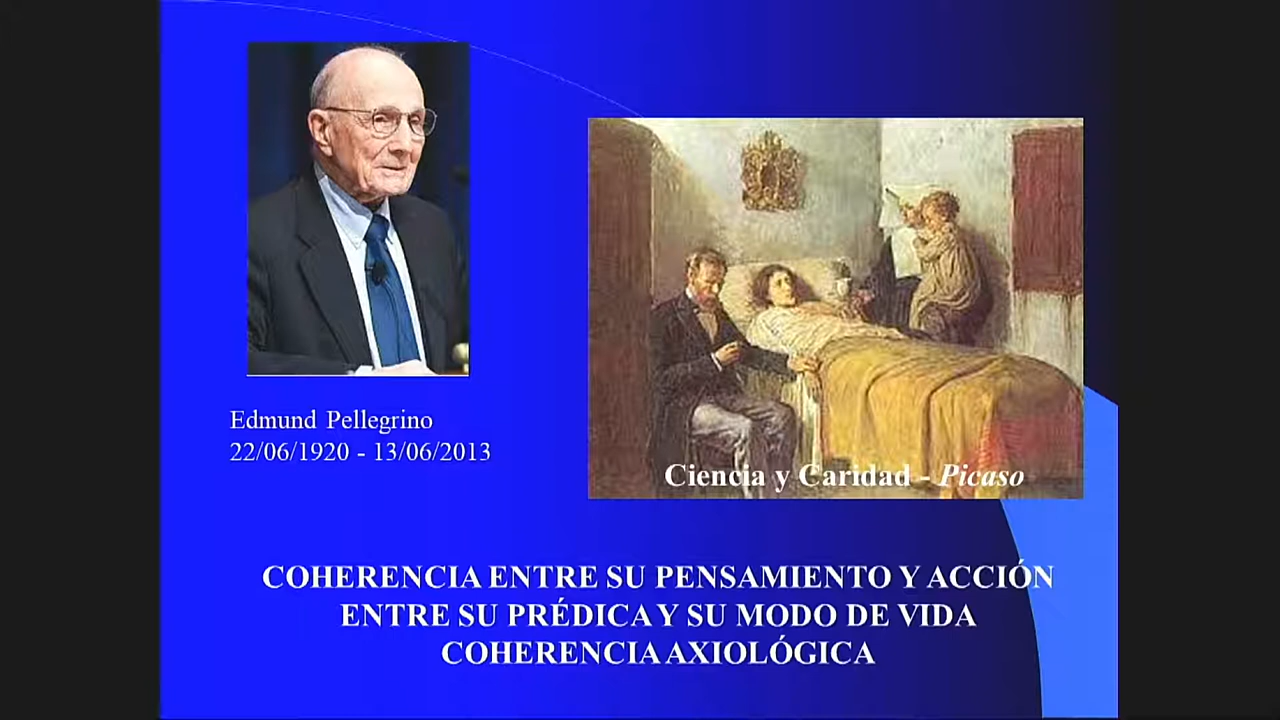 Edmund Pellegrino
22/06/1920 - 13/06/2013
Ciencia y Caridad - Picaso
COHERENCIA ENTRE SU PENSAMIENTO Y ACCIÓN
ENTRE SU PRÉDICA Y SU MODO DE VIDA
COHERENCIA AXIOLÓGICA